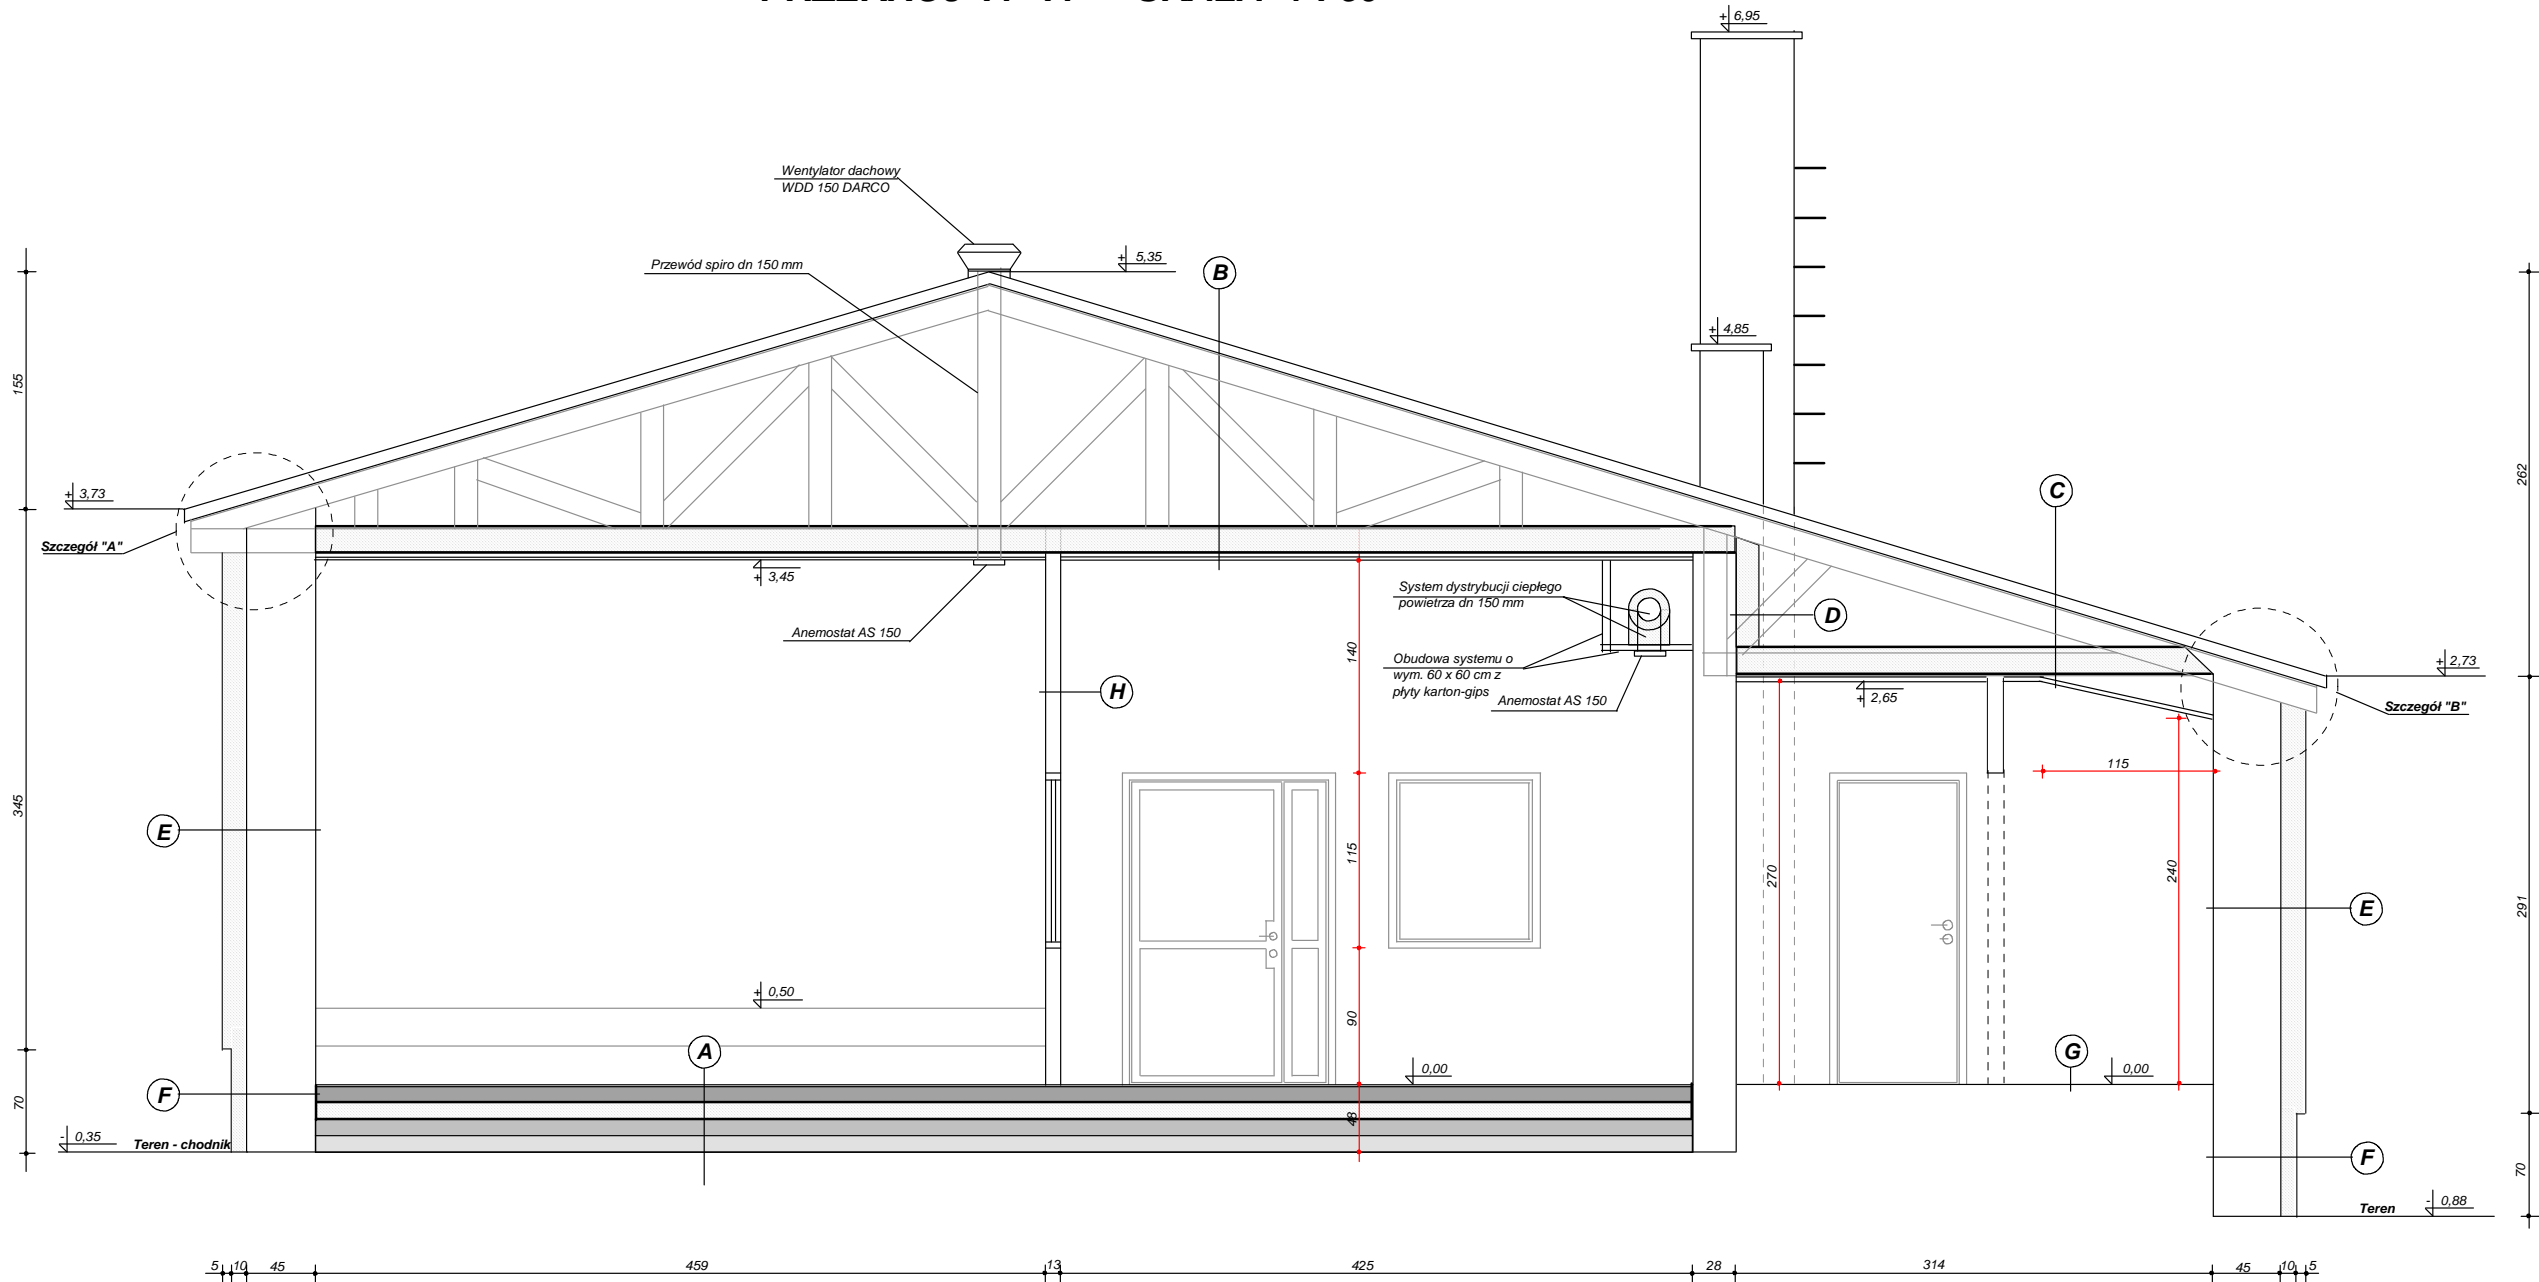 + 6,95
Wentylator dachowy
WDD 150 DARCO
Przewód spiro dn 150 mm
+ 5,35
B
+ 4,85
155
262
+ 3,73
C
Szczegół "A"
+ 3,45
System dystrybucji ciepłego
powietrza dn 150 mm
D
Anemostat AS 150
140
Obudowa systemu o
wym. 60 x 60 cm z
płyty karton-gips
Anemostat AS 150
H
+ 2,65
+ 2,73
Szczegół "B"
115
345
E
115
270
240
291
E
+ 0,50
90
A
G
0,00
0,00
F
70
48
- 0,35
Teren - chodnik
F
70
Teren
- 0,88
5 10 45 459 13 425 28 314 45 10 5